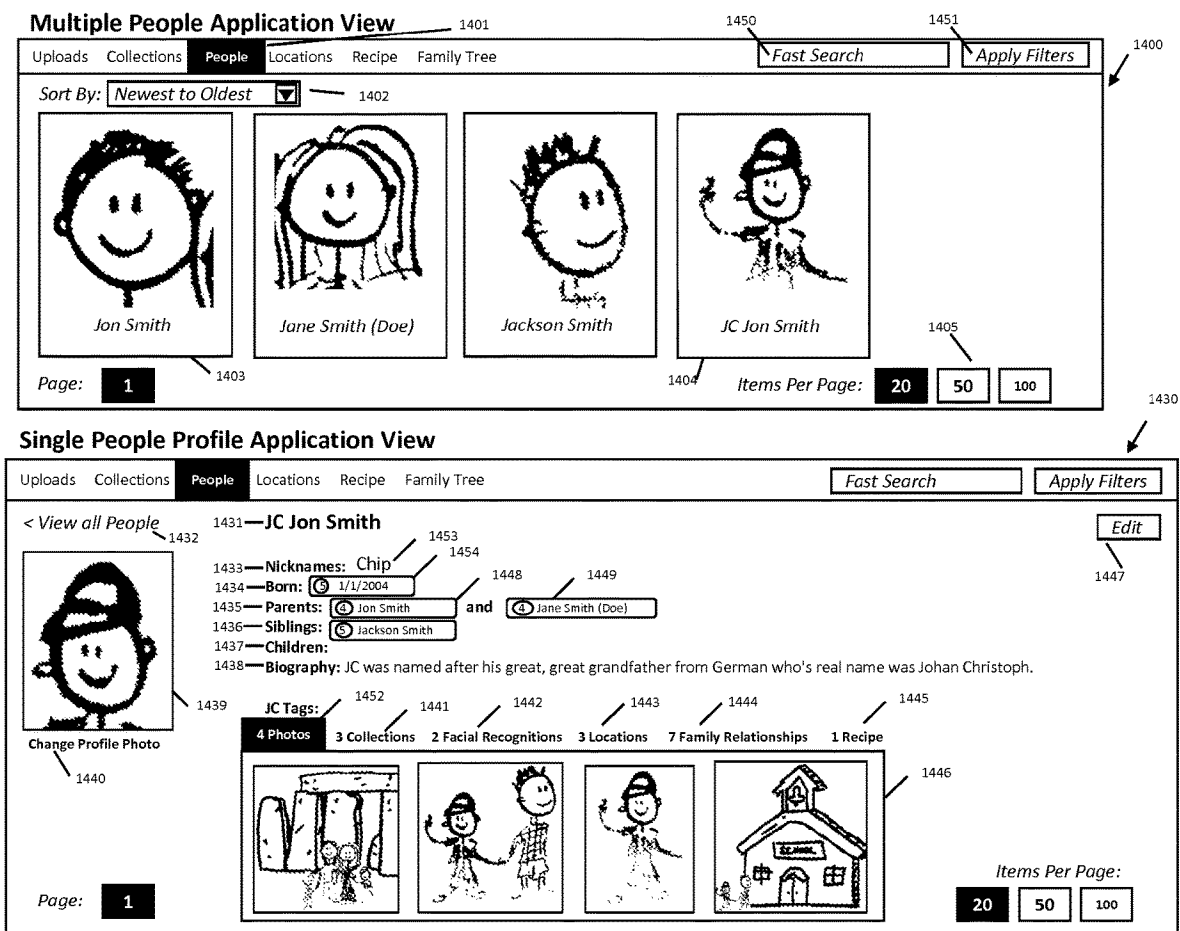 Multiple People Application View
1401
1450
1451
1400
Uploads Collections People Locations Recipe Family Tree Fast Search Apply Filters
Sort By: Newest to Oldest 1402
Jon Smith Jane Smith (Doe) Jackson Smith JC Jon Smith
1403
1404
1405
Page: 1 Items Per Page: 20 50 100
1430
Single People Profile Application View
Uploads Collections People Locations Recipe Family Tree Fast Search Apply Filters
< View all People
1432
1431 JC Jon Smith
Edit
1447
1433 Nicknames: Chip 1453
1454
1434 Born: 5 1/1/2004
1448
1449
1435 Parents: 4 Jon Smith and 4 Jane Smith (Doe)
1436 Siblings: 5 Jackson Smith
1437 Children:
1438 Biography: JC was named after his great, great grandfather from German who's real name was Johan Christoph.
1439
Change Profile Photo
1440
JC Tags:
1452 1441 1442 1443 1444 1445
4 Photos 3 Collections 2 Facial Recognitions 3 Locations 7 Family Relationships 1 Recipe
1446
Items Per Page:
Page: 1 20 50 100